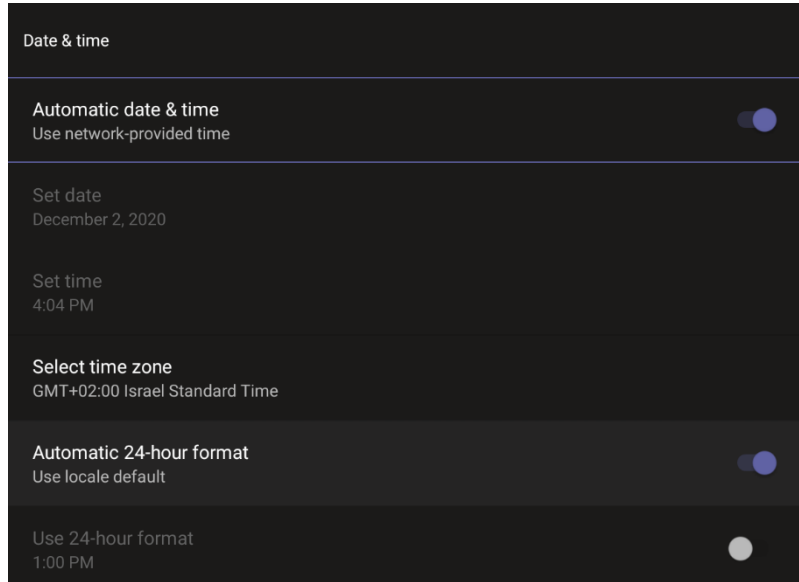 Date & time
Automatic date & time
Use network-provided time
Set date
December 2, 2020
Set time
4:04 PM
Select time zone
GMT+02:00 Israel Standard Time
Automatic 24-hour format
Use locale default
Use 24-hour format
1:00 PM